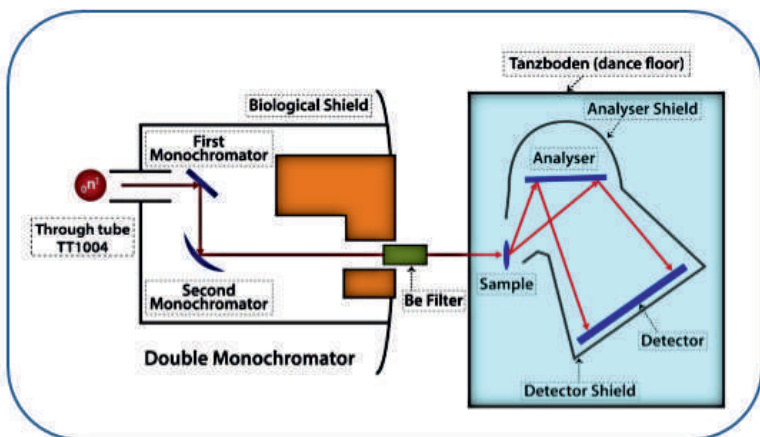 Tanzboden (dance floor)
Biological Shield
Analyser Shield
First
Monochromator
Analyser
₀n¹
Through tube
TT1004
Second
Monochromator
Be Filter
Sample
Double Monochromator
Detector
Detector Shield